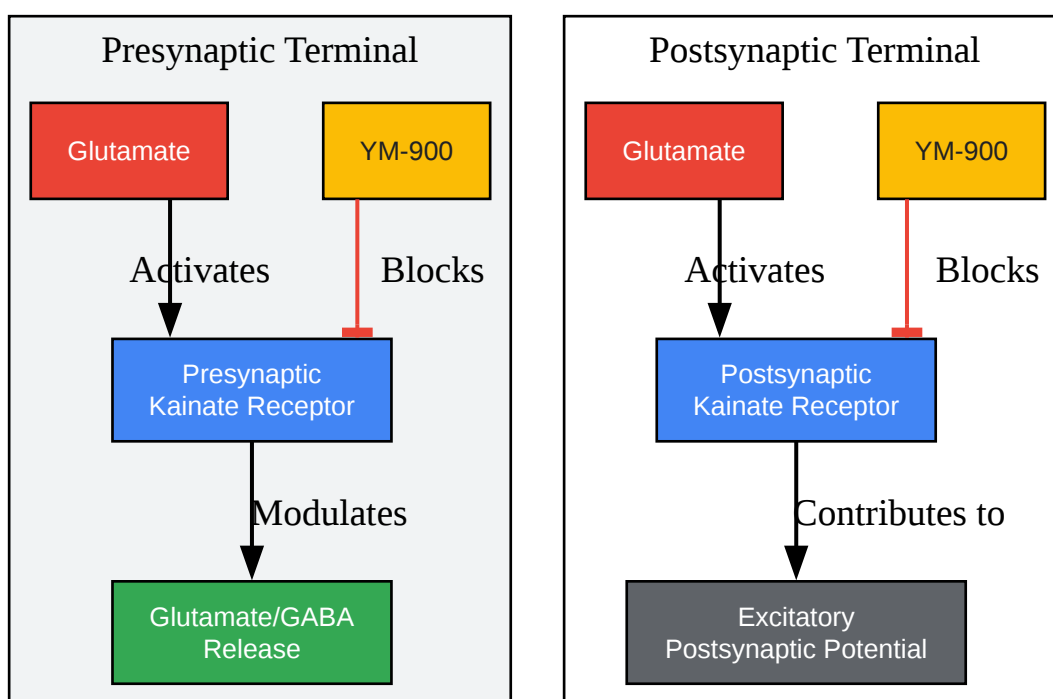 Presynaptic Terminal
Glutamate
YM-900
Activates
Blocks
Presynaptic
Kainate Receptor
Modulates
Glutamate/GABA
Release
Postsynaptic Terminal
Glutamate
YM-900
Activates
Blocks
Postsynaptic
Kainate Receptor
Contributes to
Excitatory
Postsynaptic Potential